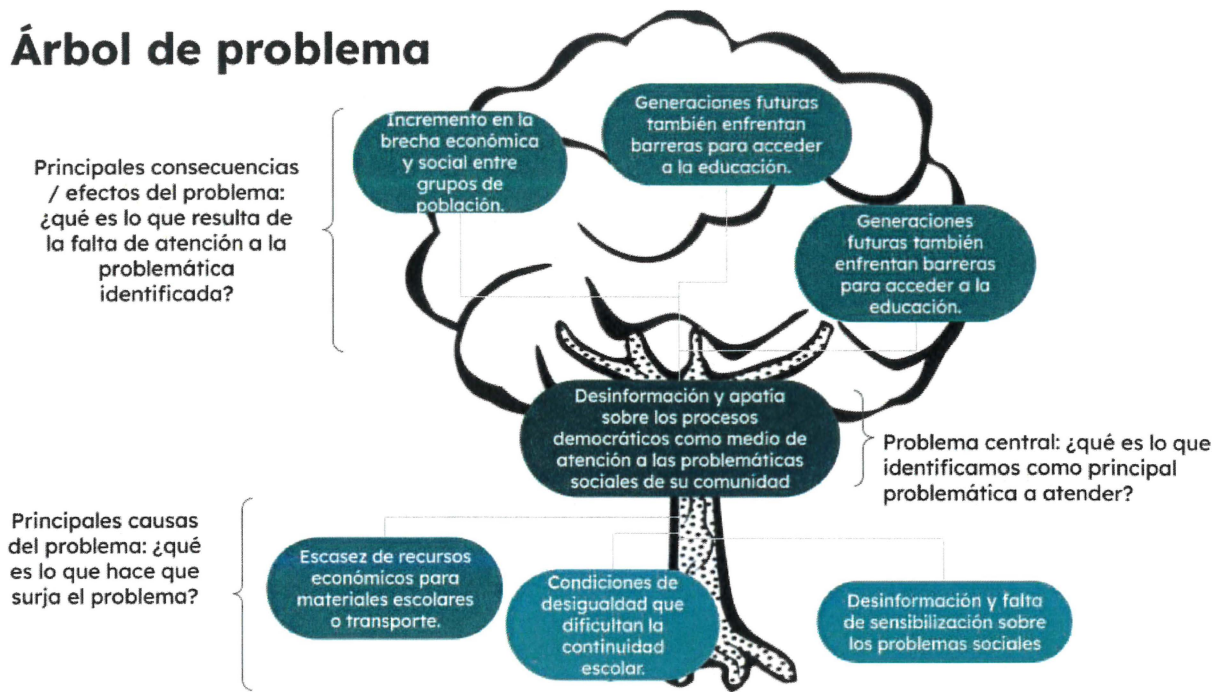 Árbol de problema
Incremento en la
brecha económica
y social entre
grupos de
población.
Generaciones futuras
también enfrentan
barreras para acceder
a la educación.
Principales consecuencias
/ efectos del problema:
¿qué es lo que resulta de
la falta de atención a la
problemática
identificada?
Generaciones
futuras también
enfrentan barreras
para acceder a la
educación.
Desinformación y apatía
sobre los procesos
democráticos como medio de
atención a las problemáticas
sociales de su comunidad
Problema central: ¿qué es lo que
identificamos como principal
problemática a atender?
Principales causas
del problema: ¿qué
es lo que hace que
surja el problema?
Escasez de recursos
económicos para
materiales escolares
o transporte.
Condiciones de
desigualdad que
dificultan la
continuidad
escolar.
Desinformación y falta
de sensibilización sobre
los problemas sociales